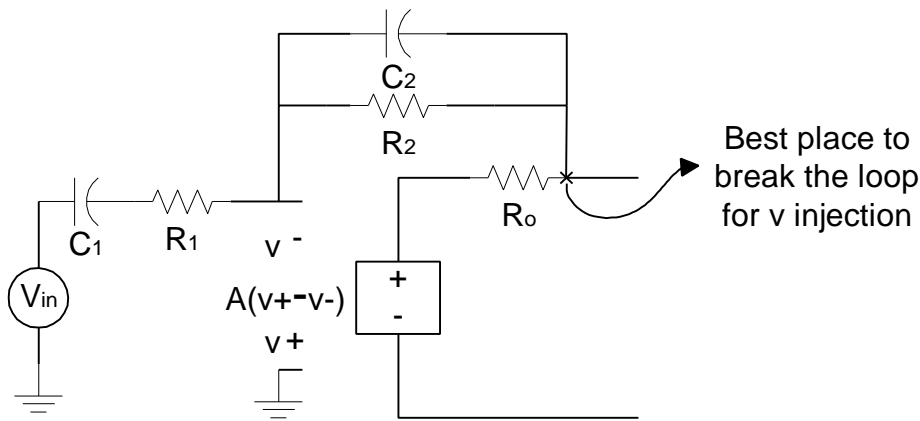 C2
R2
Best place to
break the loop
for v injection
Ro
C1
R1
v -
Vin
A(v+-v-)
+
-
v+